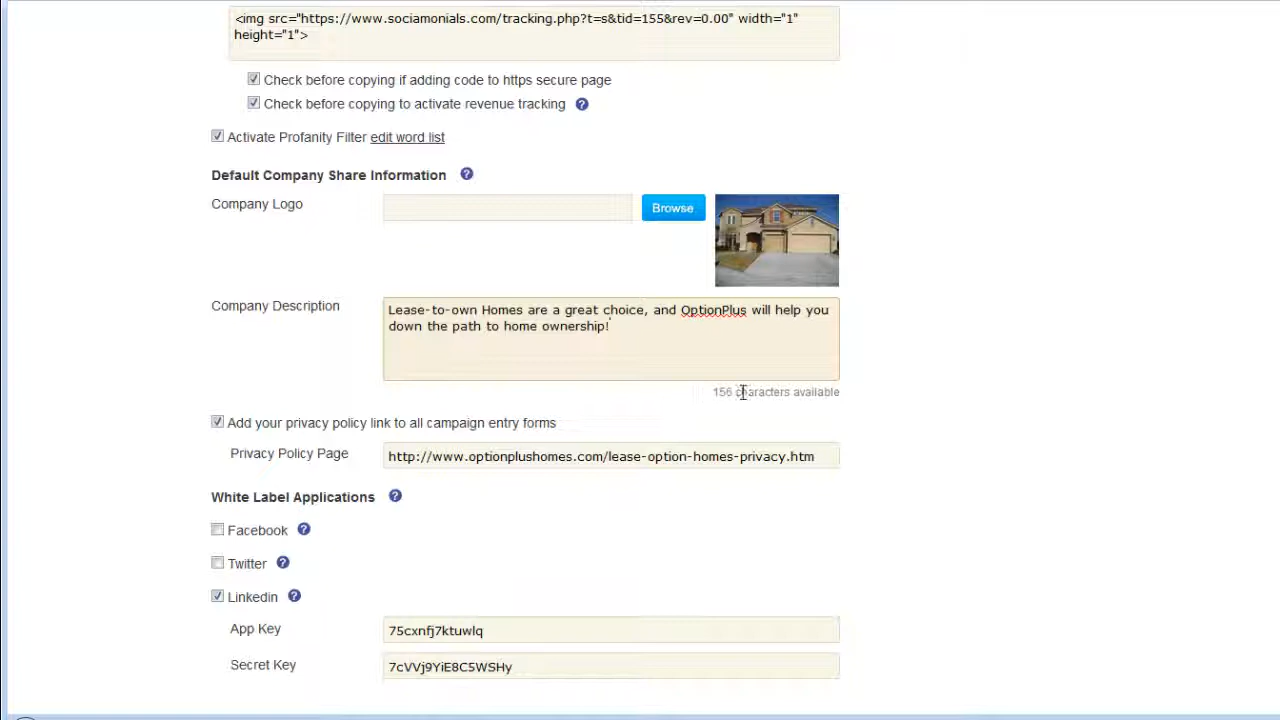 <img src="https://www.sociamonials.com/tracking.php?t=s&tid=155&rev=0.00" width="1"
height="1">
Check before copying if adding code to https secure page
Check before copying to activate revenue tracking ?
Activate Profanity Filter edit word list
Default Company Share Information ?
Company Logo Browse
Company Description Lease-to-own Homes are a great choice, and OptionPlus will help you
down the path to home ownership!
156 characters available
Add your privacy policy link to all campaign entry forms
Privacy Policy Page http://www.optionplushomes.com/lease-option-homes-privacy.htm
White Label Applications ?
Facebook ?
Twitter ?
Linkedin ?
App Key 75cxnfj7ktuwlq
Secret Key 7cVVj9YiE8C5WSHy